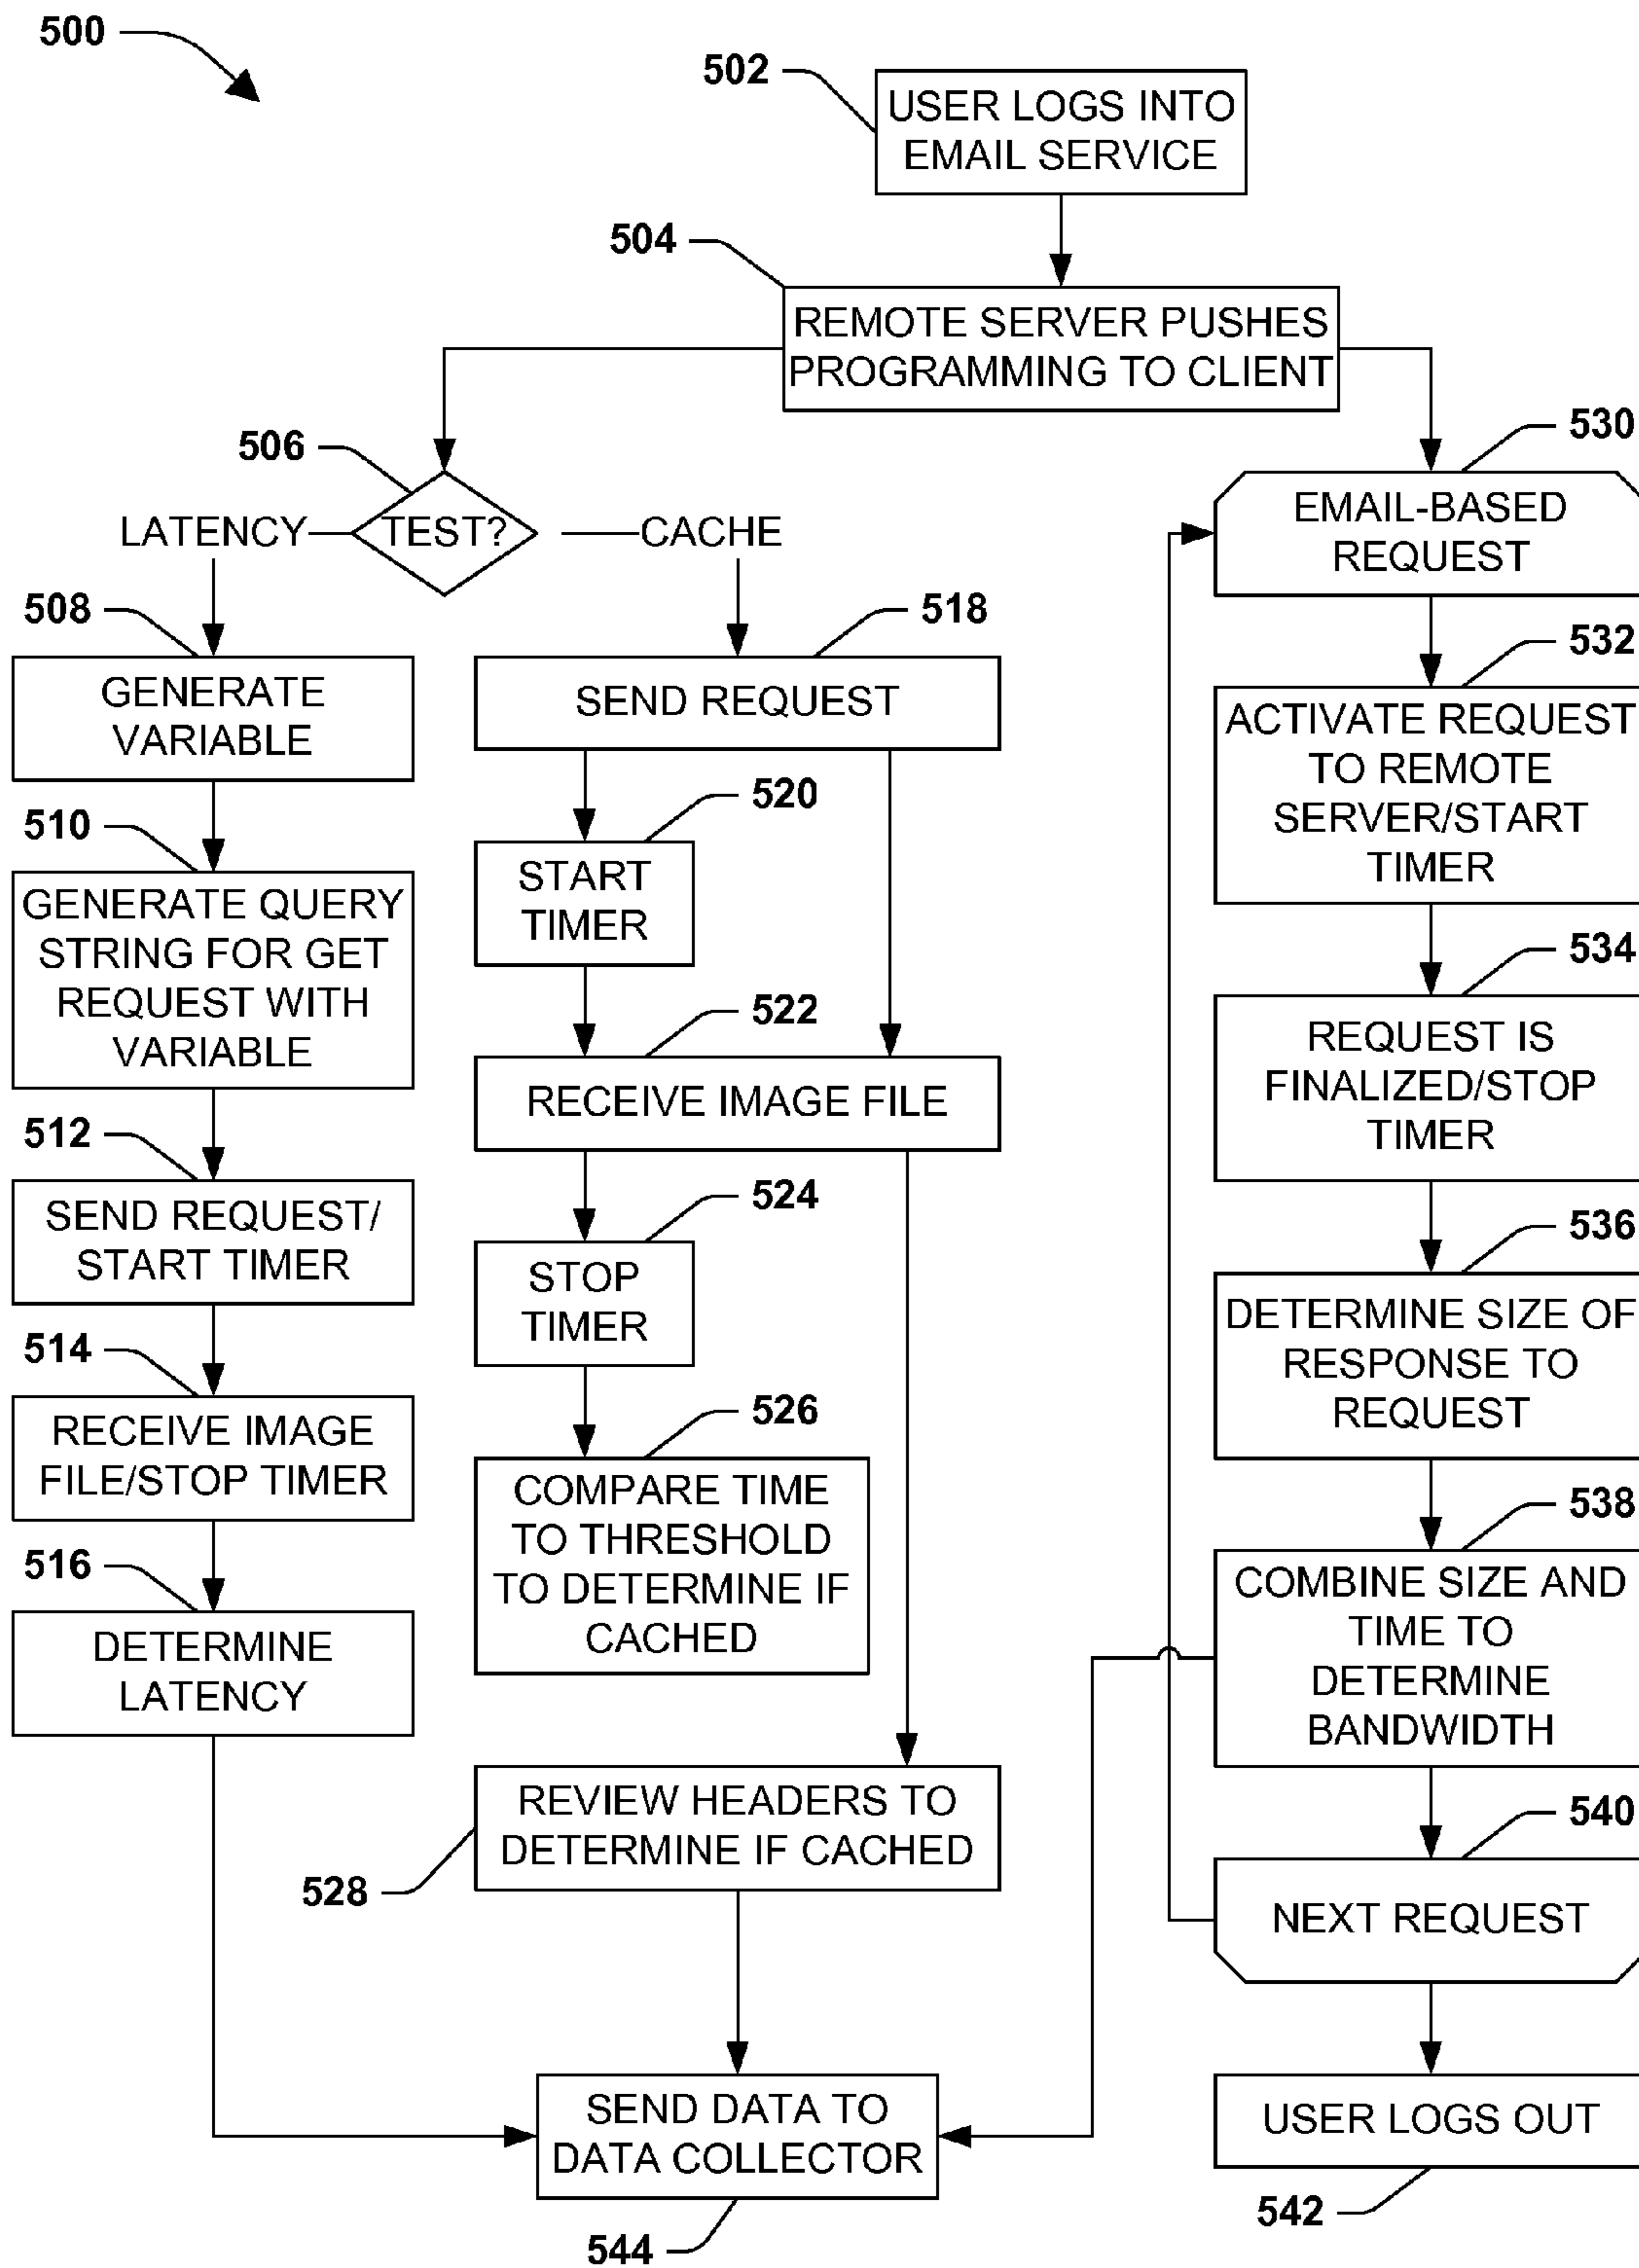 500
502
USER LOGS INTO
EMAIL SERVICE
504
REMOTE SERVER PUSHES
PROGRAMMING TO CLIENT
506
TEST?
LATENCY
CACHE
508
GENERATE
VARIABLE
510
GENERATE QUERY
STRING FOR GET
REQUEST WITH
VARIABLE
512
SEND REQUEST/
START TIMER
514
RECEIVE IMAGE
FILE/STOP TIMER
516
DETERMINE
LATENCY
518
SEND REQUEST
520
START
TIMER
522
RECEIVE IMAGE FILE
524
STOP
TIMER
526
COMPARE TIME
TO THRESHOLD
TO DETERMINE IF
CACHED
REVIEW HEADERS TO
DETERMINE IF CACHED
528
530
EMAIL-BASED
REQUEST
532
ACTIVATE REQUEST
TO REMOTE
SERVER/START
TIMER
534
REQUEST IS
FINALIZED/STOP
TIMER
536
DETERMINE SIZE OF
RESPONSE TO
REQUEST
538
COMBINE SIZE AND
TIME TO
DETERMINE
BANDWIDTH
540
NEXT REQUEST
USER LOGS OUT
542
SEND DATA TO
DATA COLLECTOR
544